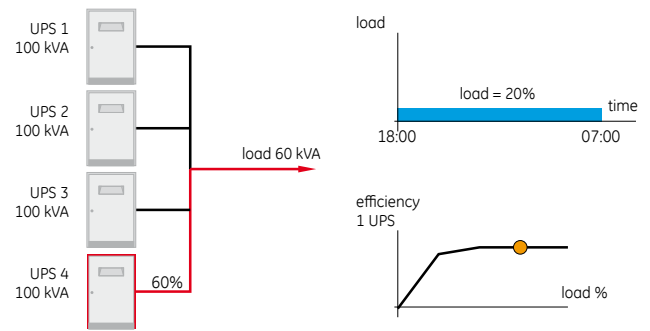 UPS 1
100 kVA
UPS 2
100 kVA
UPS 3
100 kVA
UPS 4
100 kVA
60%
load 60 kVA
load
load = 20%
time
18:00
07:00
efficiency
1 UPS
load %